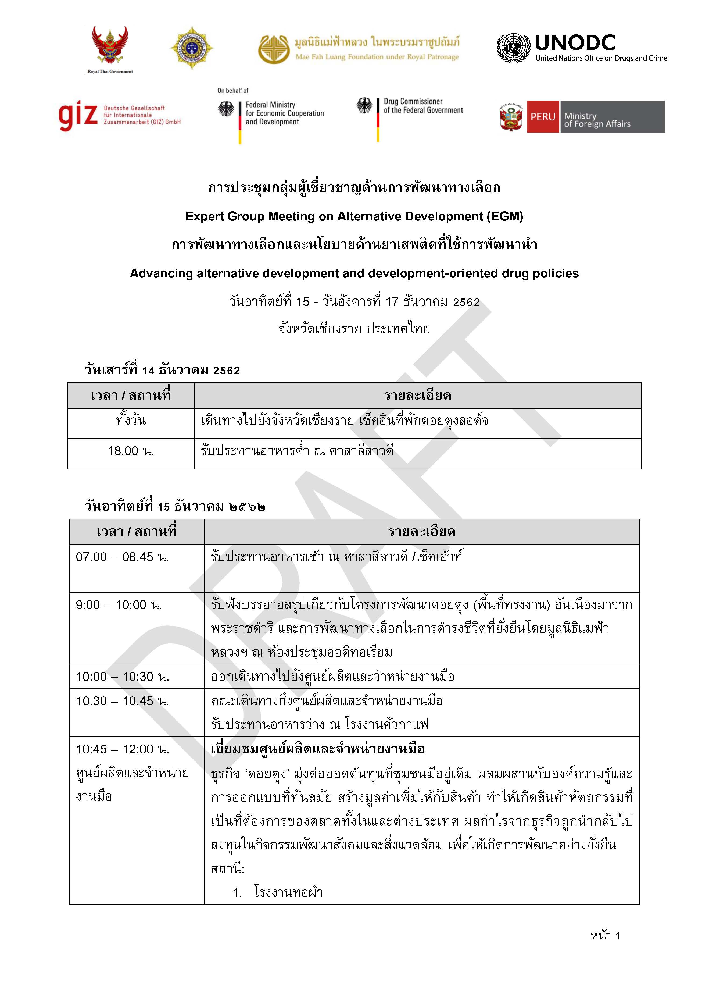 Royal Thai Government
OFFICE OF THE NARCOTICS CONTROL BOARD
ONCB
มูลนิธิแม่ฟ้าหลวง ในพระบรมราชูปถัมภ์
Mae Fah Luang Foundation under Royal Patronage
UNODC
United Nations Office on Drugs and Crime
giz
Deutsche Gesellschaft
für Internationale
Zusammenarbeit (GIZ) GmbH
On behalf of
Federal Ministry
for Economic Cooperation
and Development
Drug Commissioner
of the Federal Government
REPUBLICA DEL PERU
PERU
Ministry
of Foreign Affairs
การประชุมกลุ่มผู้เชี่ยวชาญด้านการพัฒนาทางเลือก
Expert Group Meeting on Alternative Development (EGM)
การพัฒนาทางเลือกและนโยบายด้านยาเสพติดที่ใช้การพัฒนานำ
Advancing alternative development and development-oriented drug policies
วันอาทิตย์ที่ 15 - วันอังคารที่ 17 ธันวาคม 2562
จังหวัดเชียงราย ประเทศไทย
DRAFT
วันเสาร์ที่ 14 ธันวาคม 2562
เวลา / สถานที่ รายละเอียด
ทั้งวัน เดินทางไปยังจังหวัดเชียงราย เช็คอินที่พักดอยตุงลอด์จ
18.00 น. รับประทานอาหารค่ำ ณ ศาลาลีลาวดี
วันอาทิตย์ที่ 15 ธันวาคม ๒๕๖๒
เวลา / สถานที่ รายละเอียด
07.00 – 08.45 น. รับประทานอาหารเช้า ณ ศาลาลีลาวดี /เช็คเอ้าท์
9:00 – 10:00 น. รับฟังบรรยายสรุปเกี่ยวกับโครงการพัฒนาดอยตุง (พื้นที่ทรงงาน) อันเนื่องมาจาก
พระราชดำริ และการพัฒนาทางเลือกในการดำรงชีวิตที่ยั่งยืนโดยมูลนิธิแม่ฟ้า
หลวงฯ ณ ห้องประชุมออดิทอเรียม
10:00 – 10:30 น. ออกเดินทางไปยังศูนย์ผลิตและจำหน่ายงานมือ
10.30 – 10.45 น. คณะเดินทางถึงศูนย์ผลิตและจำหน่ายงานมือ
รับประทานอาหารว่าง ณ โรงงานคั่วกาแฟ
10:45 – 12:00 น. เยี่ยมชมศูนย์ผลิตและจำหน่ายงานมือ
ศูนย์ผลิตและจำหน่าย ธุรกิจ ‘ดอยตุง’ มุ่งต่อยอดต้นทุนที่ชุมชนมีอยู่เดิม ผสมผสานกับองค์ความรู้และ
งานมือ การออกแบบที่ทันสมัย สร้างมูลค่าเพิ่มให้กับสินค้า ทำให้เกิดสินค้าหัตถกรรมที่
เป็นที่ต้องการของตลาดทั้งในและต่างประเทศ ผลกำไรจากธุรกิจถูกนำกลับไป
ลงทุนในกิจกรรมพัฒนาสังคมและสิ่งแวดล้อม เพื่อให้เกิดการพัฒนาอย่างยั่งยืน
สถานี:
1. โรงงานทอผ้า
หน้า 1